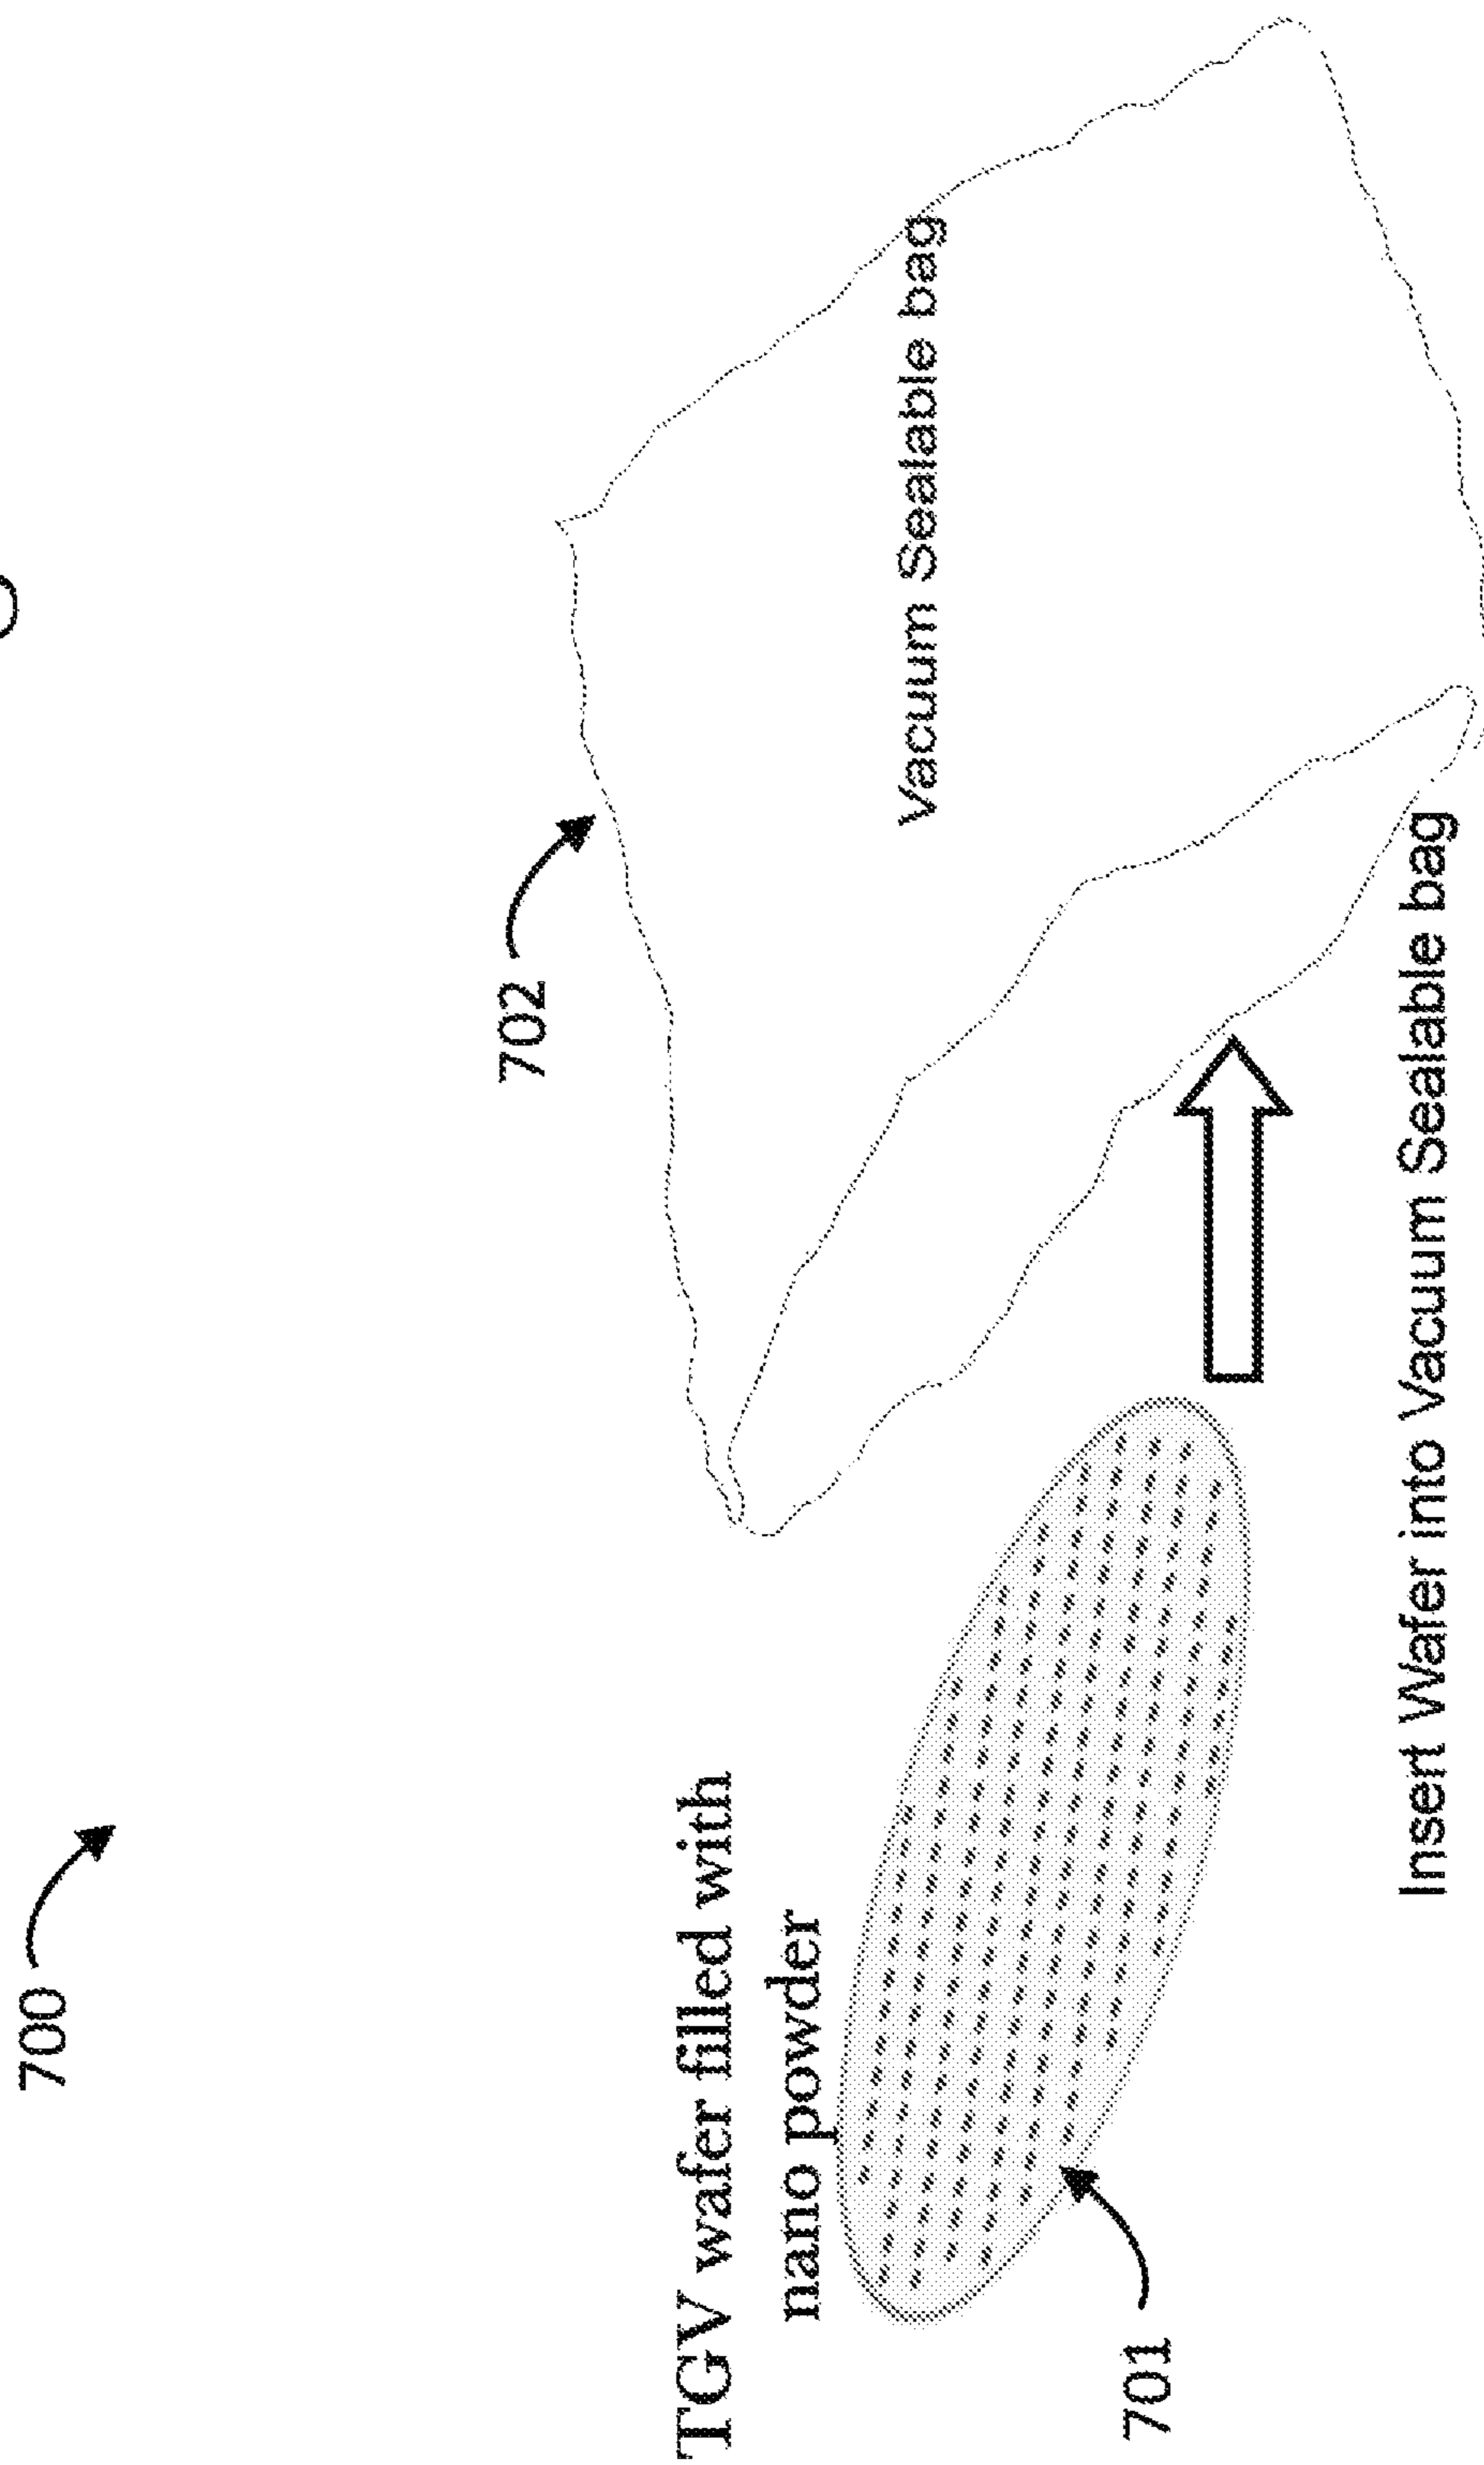 700
702
Vacuum Sealable bag
TGV wafer filled with
nano powder
701
Insert Wafer into Vacuum Sealable bag